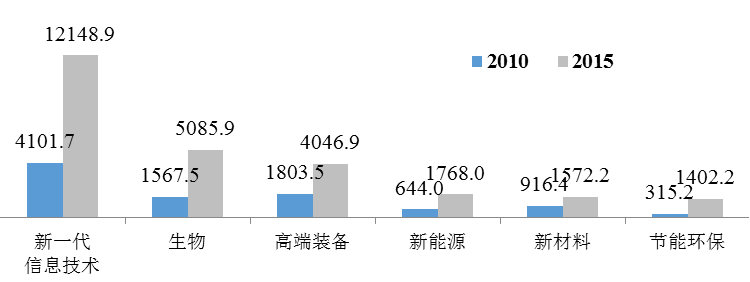 12148.9
2010
2015
4101.7
5085.9
4046.9
1567.5
1803.5
1768.0
644.0
1572.2
916.4
1402.2
315.2
新一代
信息技术
生物
高端装备
新能源
新材料
节能环保